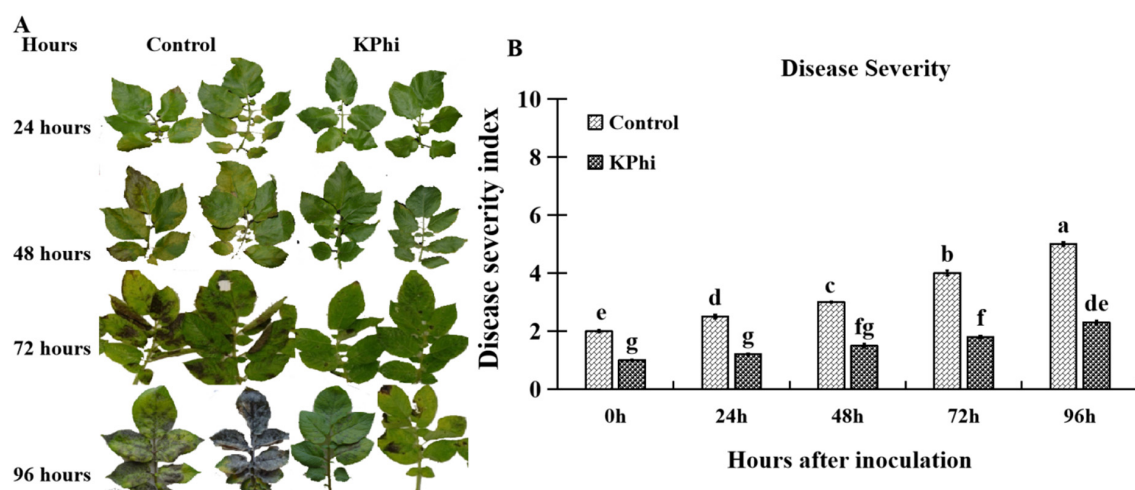 A
Hours Control KPhi
24 hours
48 hours
72 hours
96 hours
B
Disease Severity
Disease severity index
10
8
6
4
2
0
Control
KPhi
e g d g c fg b f a de
0h 24h 48h 72h 96h
Hours after inoculation